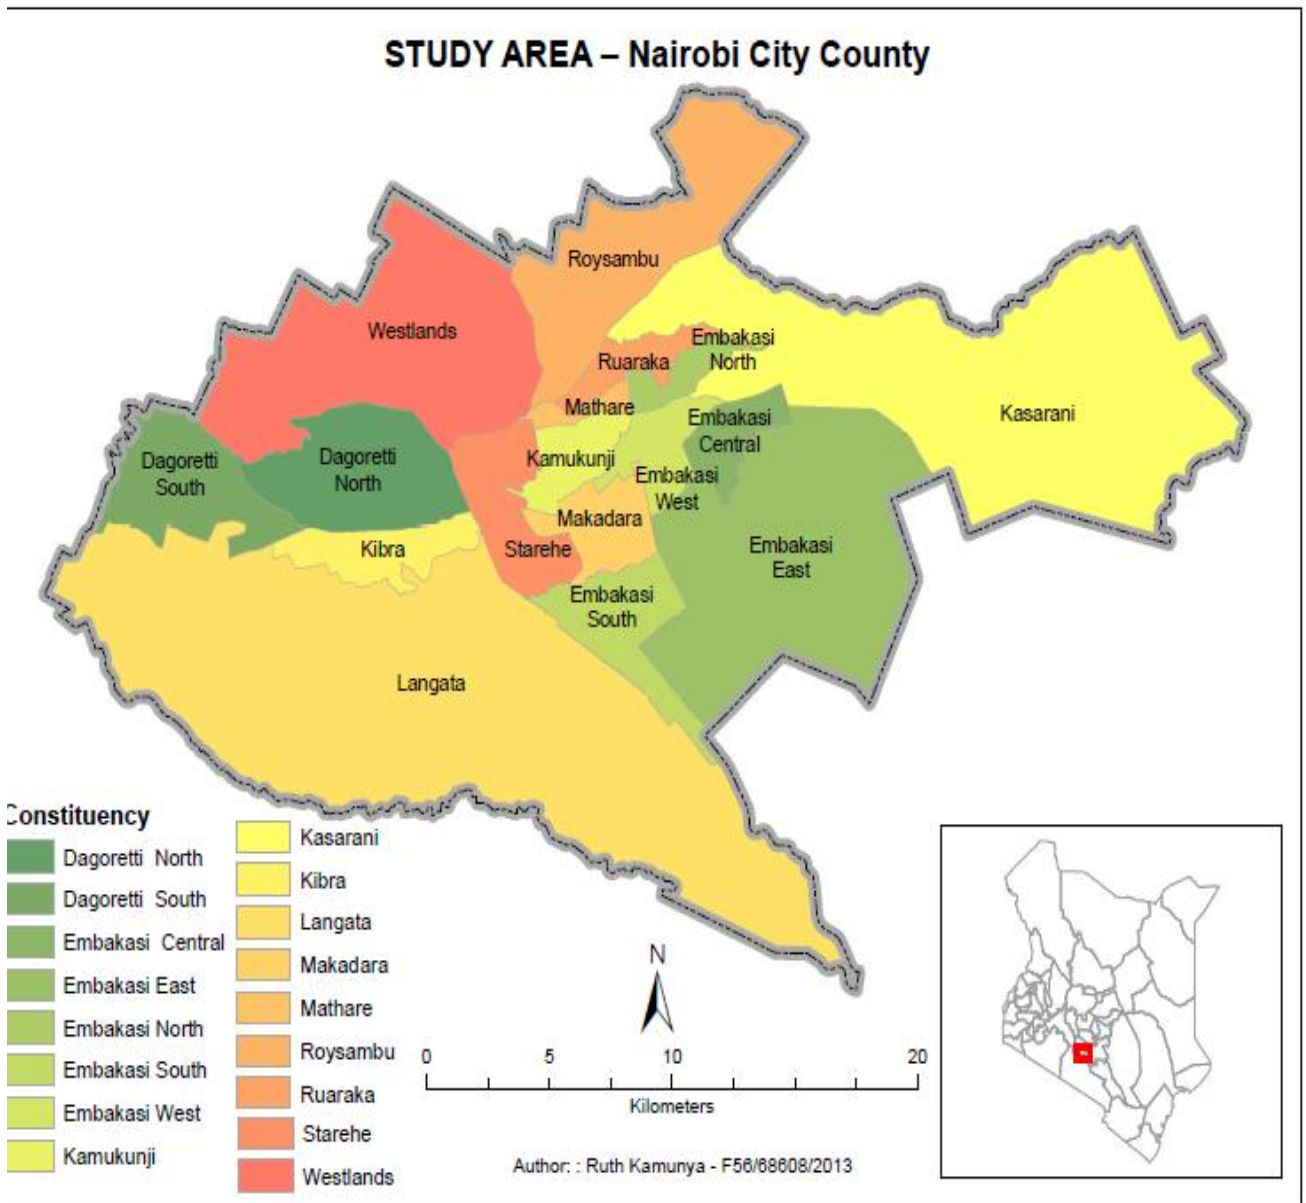 STUDY AREA – Nairobi City County
Roysambu
Westlands
Embakasi
North
Ruaraka
Mathare
Kasarani
Embakasi
Central
Dagoretti
South
Dagoretti
North
Kamukunji
Embakasi
West
Makadara
Kibra
Starehe
Embakasi
East
Embakasi
South
Langata
Constituency
Dagoretti North
Dagoretti South
Embakasi Central
Embakasi East
Embakasi North
Embakasi South
Embakasi West
Kamukunji
Kasarani
Kibra
Langata
Makadara
Mathare
Roysambu
Ruaraka
Starehe
Westlands
N
0 5 10 20
Kilometers
Author: : Ruth Kamunya - F56/68608/2013